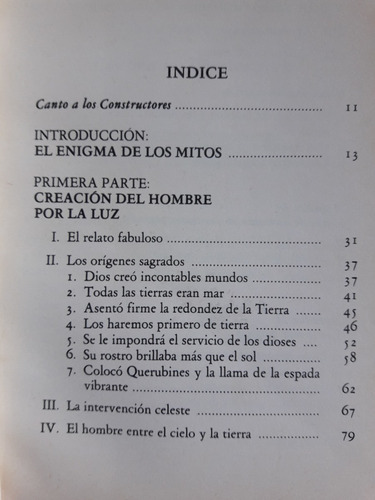 INDICE
Canto a los Constructores ........................ 11
INTRODUCCIÓN:
EL ENIGMA DE LOS MITOS .................... 13
PRIMERA PARTE:
CREACIÓN DEL HOMBRE
POR LA LUZ
I. El relato fabuloso ............................ 31
II. Los orígenes sagrados ........................ 37
1. Dios creó incontables mundos ............ 37
2. Todas las tierras eran mar ................ 41
3. Asentó firme la redondez de la Tierra ...... 45
4. Los haremos primero de tierra ............ 46
5. Se le impondrá el servicio de los dioses .... 52
6. Su rostro brillaba más que el sol .......... 58
7. Colocó Querubines y la llama de la espada
vibrante .................................... 62
III. La intervención celeste ...................... 67
IV. El hombre entre el cielo y la tierra .......... 79